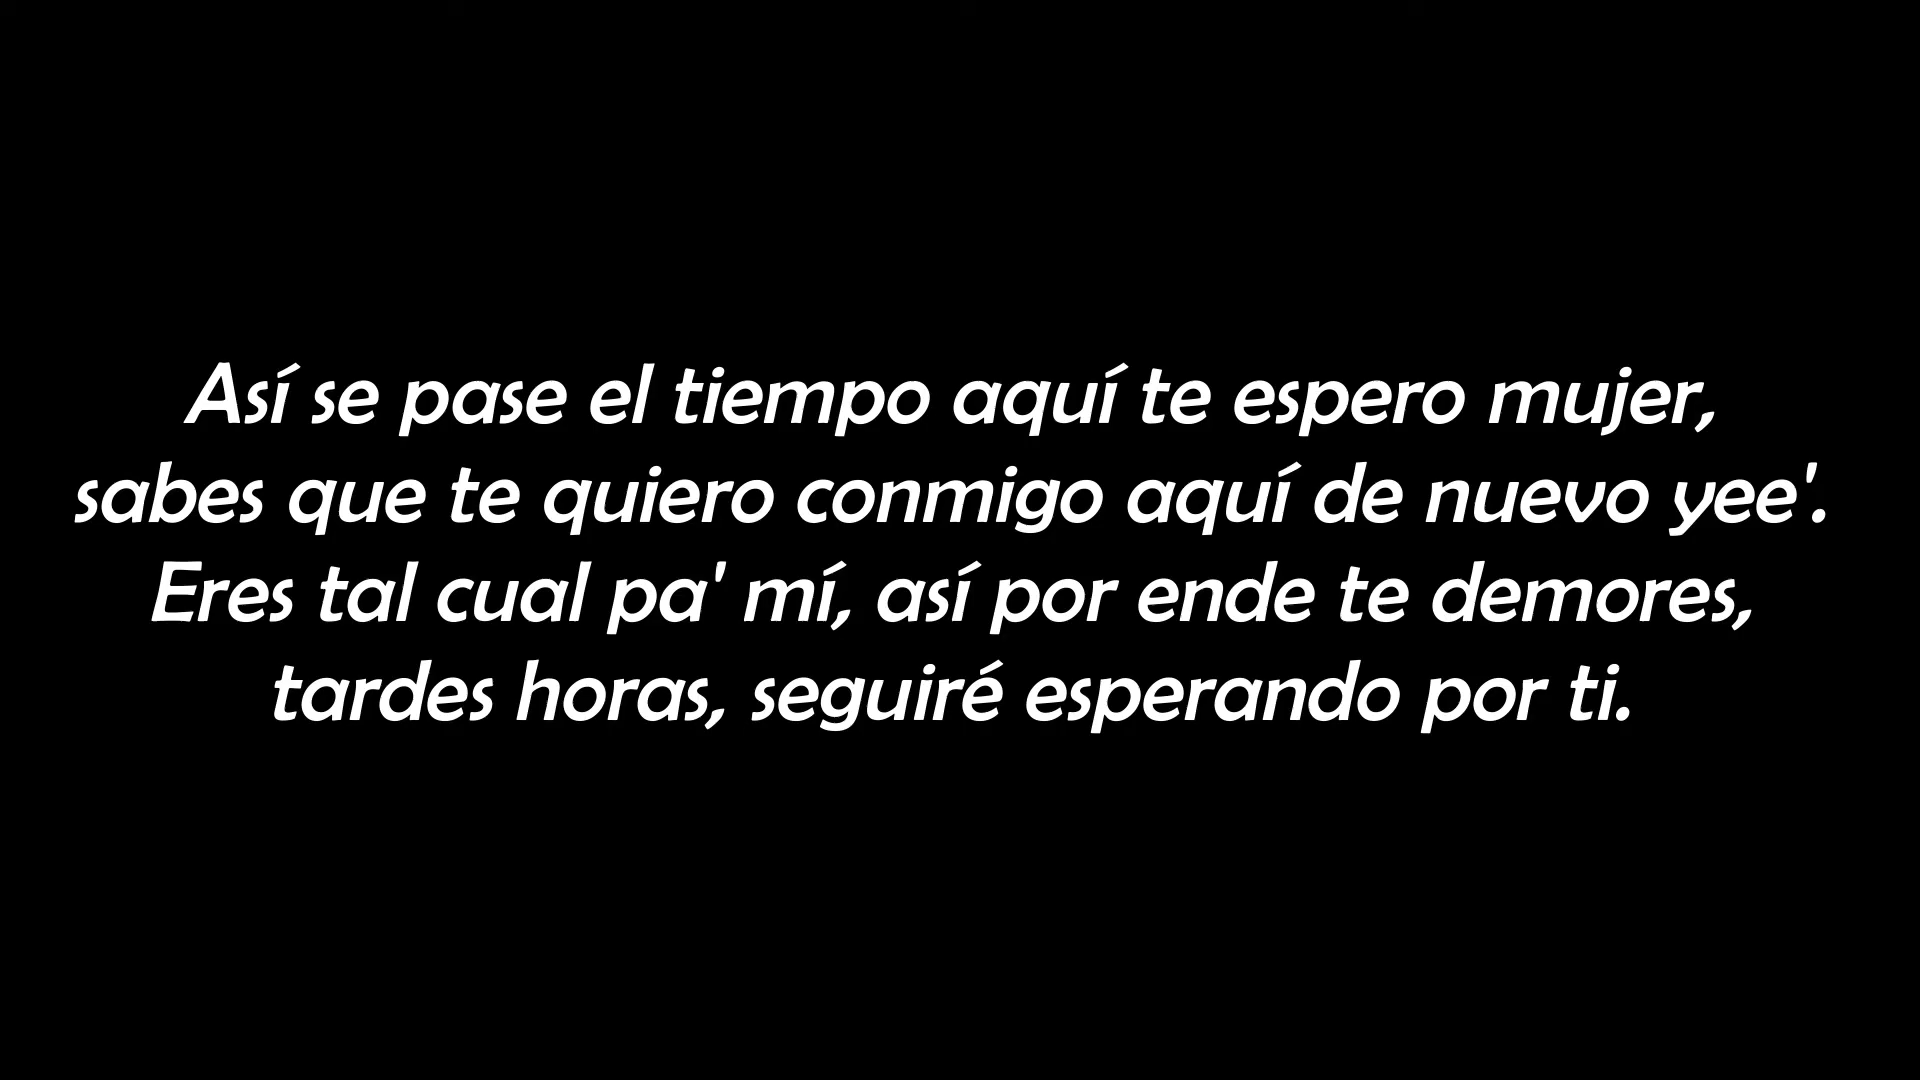 Así se pase el tiempo aquí te espero mujer,
sabes que te quiero conmigo aquí de nuevo yee'.
Eres tal cual pa' mí, así por ende te demores,
tardes horas, seguiré esperando por ti.